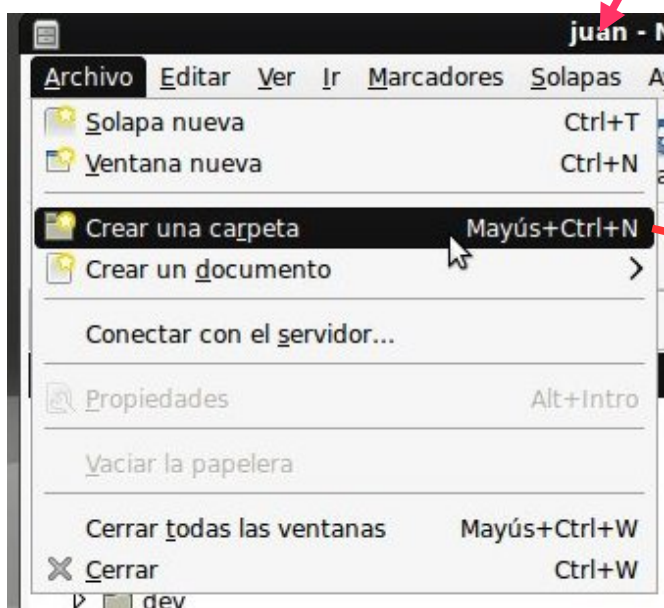 juan -
Archivo Editar Ver Ir Marcadores Solapas
Solapa nueva Ctrl+T
Ventana nueva Ctrl+N
Crear una carpeta Mayús+Ctrl+N
Crear un documento
Conectar con el servidor...
Propiedades Alt+Intro
Vaciar la papelera
Cerrar todas las ventanas Mayús+Ctrl+W
Cerrar Ctrl+W
dev